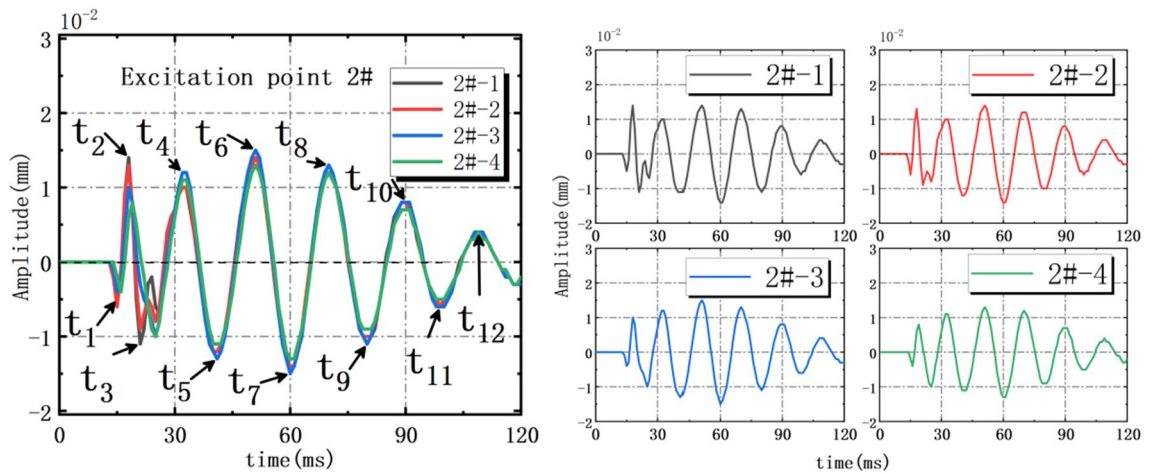 10⁻²
3
2
1
0
-1
-2
Amplitude(mm)
Excitation point 2#
2#-1
2#-2
2#-3
2#-4
t₁
t₂
t₃
t₄
t₅
t₆
t₇
t₈
t₉
t₁₀
t₁₁
t₁₂
0 30 60 90 120
time(ms)
10⁻²
3
2
1
0
-1
-2
0 30 60 90 120
2#-1
10⁻²
3
2
1
0
-1
-2
0 30 60 90 120
2#-2
Amplitude(mm)
3
2
1
0
-1
-2
0 30 60 90 120
2#-3
3
2
1
0
-1
-2
0 30 60 90 120
2#-4
(mm)
time(ms)